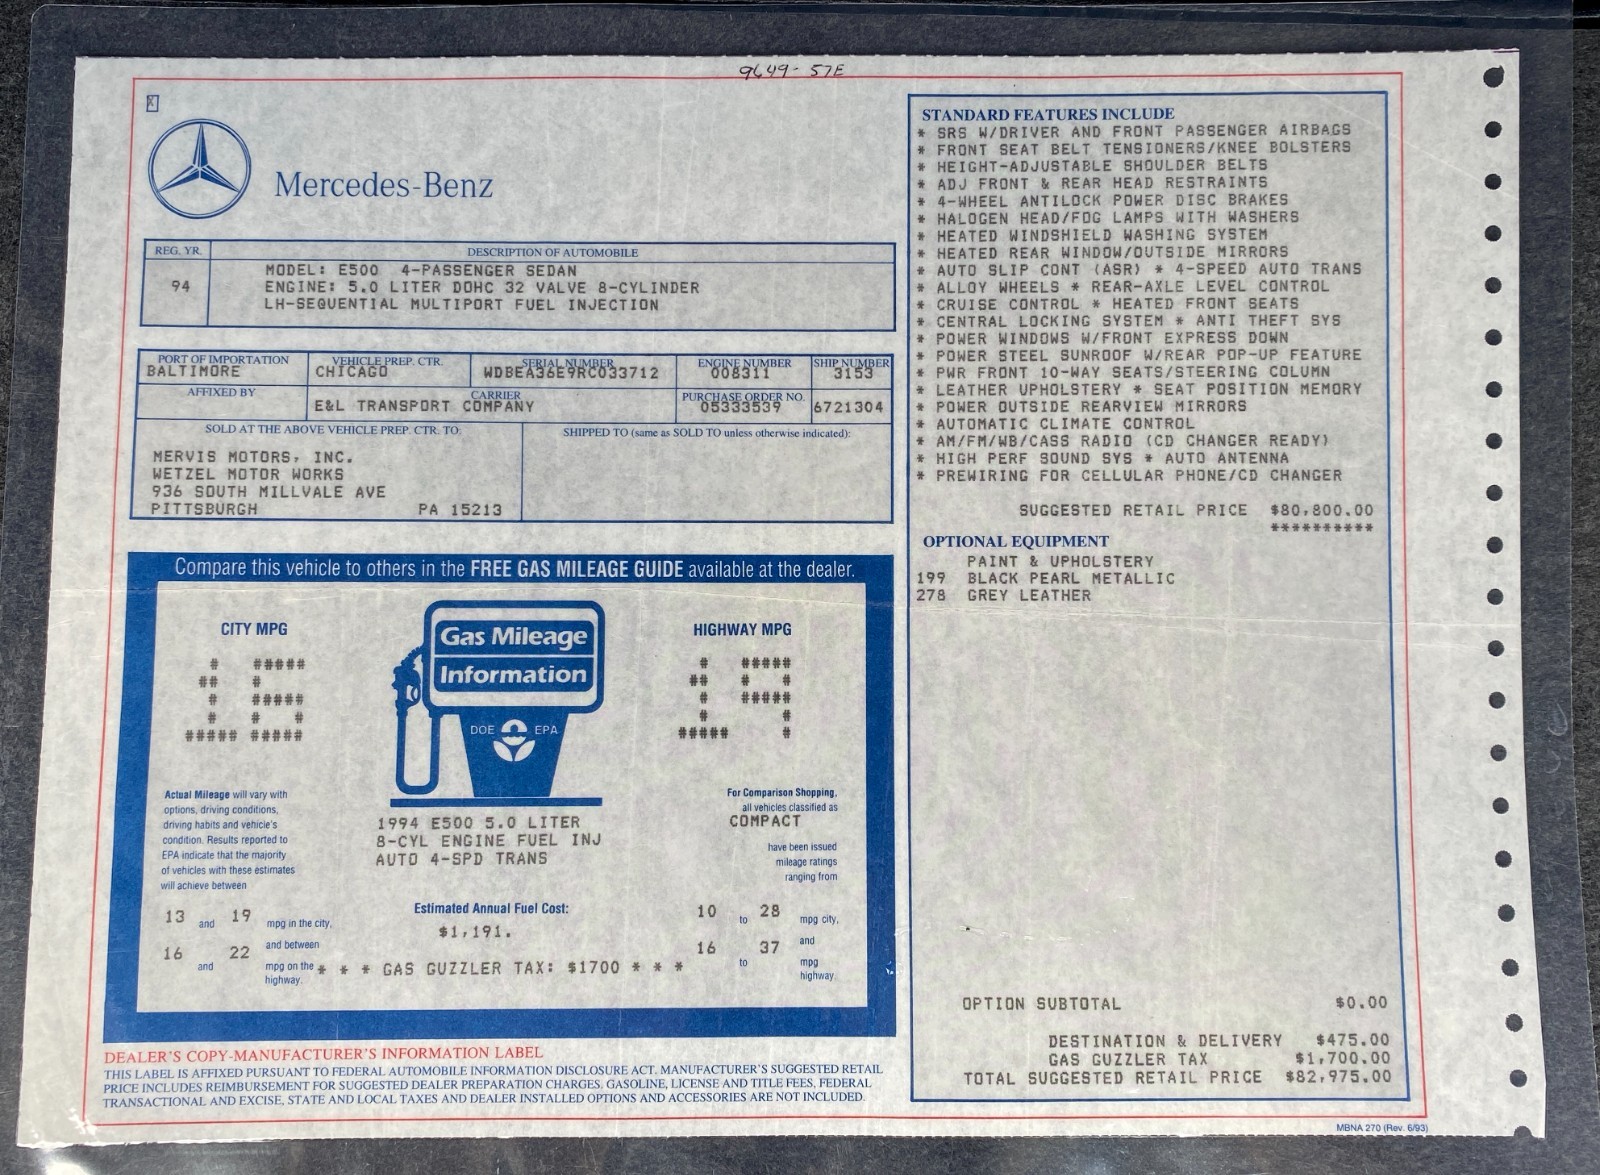 9649-57E
X
Mercedes-Benz
REG. YR.
DESCRIPTION OF AUTOMOBILE
94
MODEL: E500 4-PASSENGER SEDAN
ENGINE: 5.0 LITER DOHC 32 VALVE 8-CYLINDER
LH-SEQUENTIAL MULTIPORT FUEL INJECTION
PORT OF IMPORTATION
BALTIMORE
VEHICLE PREP. CTR.
CHICAGO
SERIAL NUMBER
WDBEA36E9RC033712
ENGINE NUMBER
008311
SHIP NUMBER
3153
AFFIXED BY
CARRIER
E&L TRANSPORT COMPANY
PURCHASE ORDER NO.
05333539
6721304
SOLD AT THE ABOVE VEHICLE PREP. CTR. TO:
MERVIS MOTORS, INC.
WETZEL MOTOR WORKS
936 SOUTH MILLVALE AVE
PITTSBURGH PA 15213
SHIPPED TO (same as SOLD TO unless otherwise indicated):
Compare this vehicle to others in the FREE GAS MILEAGE GUIDE available at the dealer.
CITY MPG
16
Gas Mileage
Information
DOE EPA
HIGHWAY MPG
19
Actual Mileage will vary with
options, driving conditions,
driving habits and vehicle's
condition. Results reported to
EPA indicate that the majority
of vehicles with these estimates
will achieve between
13 and 19 mpg in the city,
and between
16 and 22 mpg on the
highway.
1994 E500 5.0 LITER
8-CYL ENGINE FUEL INJ
AUTO 4-SPD TRANS
Estimated Annual Fuel Cost:
$1,191.
* * * GAS GUZZLER TAX: $1700 * * *
For Comparison Shopping,
all vehicles classified as
COMPACT
have been issued
mileage ratings
ranging from
10 to 28 mpg city,
and
16 to 37 mpg
highway.
DEALER'S COPY-MANUFACTURER'S INFORMATION LABEL
THIS LABEL IS AFFIXED PURSUANT TO FEDERAL AUTOMOBILE INFORMATION DISCLOSURE ACT. MANUFACTURER'S SUGGESTED RETAIL
PRICE INCLUDES REIMBURSEMENT FOR SUGGESTED DEALER PREPARATION CHARGES. GASOLINE, LICENSE AND TITLE FEES, FEDERAL
TRANSACTIONAL AND EXCISE, STATE AND LOCAL TAXES AND DEALER INSTALLED OPTIONS AND ACCESSORIES ARE NOT INCLUDED.
STANDARD FEATURES INCLUDE
* SRS W/DRIVER AND FRONT PASSENGER AIRBAGS
* FRONT SEAT BELT TENSIONERS/KNEE BOLSTERS
* HEIGHT-ADJUSTABLE SHOULDER BELTS
* ADJ FRONT & REAR HEAD RESTRAINTS
* 4-WHEEL ANTILOCK POWER DISC BRAKES
* HALOGEN HEAD/FOG LAMPS WITH WASHERS
* HEATED WINDSHIELD WASHING SYSTEM
* HEATED REAR WINDOW/OUTSIDE MIRRORS
* AUTO SLIP CONT (ASR) * 4-SPEED AUTO TRANS
* ALLOY WHEELS * REAR-AXLE LEVEL CONTROL
* CRUISE CONTROL * HEATED FRONT SEATS
* CENTRAL LOCKING SYSTEM * ANTI THEFT SYS
* POWER WINDOWS W/FRONT EXPRESS DOWN
* POWER STEEL SUNROOF W/REAR POP-UP FEATURE
* PWR FRONT 10-WAY SEATS/STEERING COLUMN
* LEATHER UPHOLSTERY * SEAT POSITION MEMORY
* POWER OUTSIDE REARVIEW MIRRORS
* AUTOMATIC CLIMATE CONTROL
* AM/FM/WB/CASS RADIO (CD CHANGER READY)
* HIGH PERF SOUND SYS * AUTO ANTENNA
* PREWIRING FOR CELLULAR PHONE/CD CHANGER
SUGGESTED RETAIL PRICE $80,800.00
**********
OPTIONAL EQUIPMENT
PAINT & UPHOLSTERY
199 BLACK PEARL METALLIC
278 GREY LEATHER
OPTION SUBTOTAL $0.00
DESTINATION & DELIVERY $475.00
GAS GUZZLER TAX $1,700.00
TOTAL SUGGESTED RETAIL PRICE $82,975.00
MBNA 270 (Rev. 6/93)